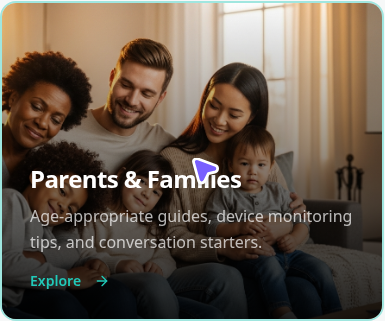 Parents & Families
Age-appropriate guides, device monitoring
tips, and conversation starters.
Explore →